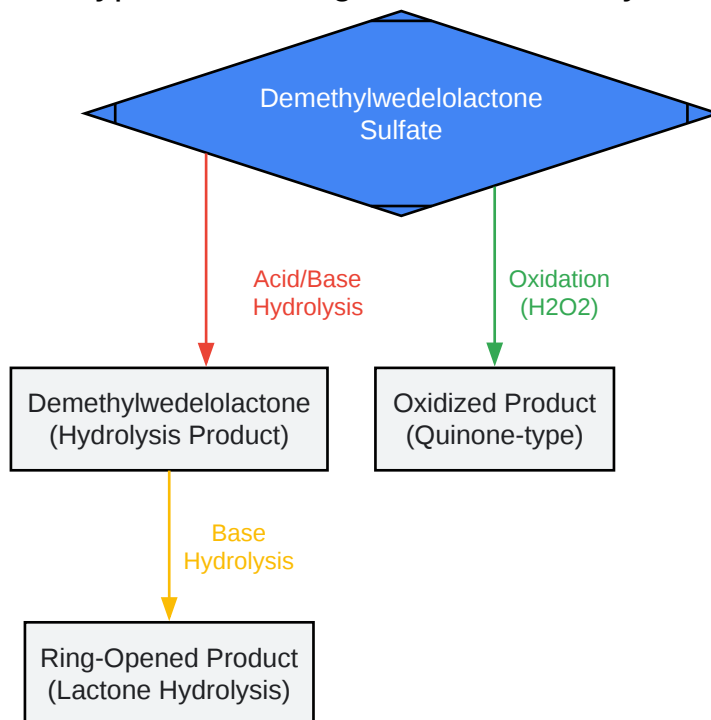 Demethylwedelolactone
Sulfate
Acid/Base
Hydrolysis
Oxidation
(H2O2)
Demethylwedelolactone
(Hydrolysis Product)
Oxidized Product
(Quinone-type)
Base
Hydrolysis
Ring-Opened Product
(Lactone Hydrolysis)